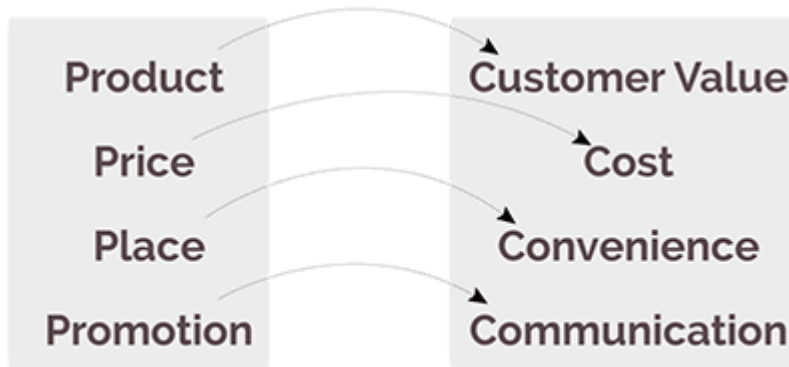 Product
Price
Place
Promotion
Customer Value
Cost
Convenience
Communication